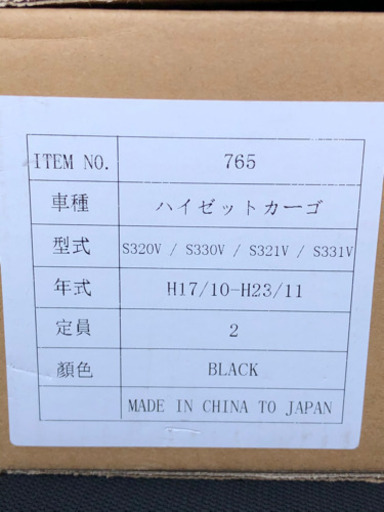 ITEM NO. 765
車種 ハイゼットカーゴ
型式 S320V / S330V / S321V / S331V
年式 H17/10-H23/11
定員 2
顏色 BLACK
MADE IN CHINA TO JAPAN